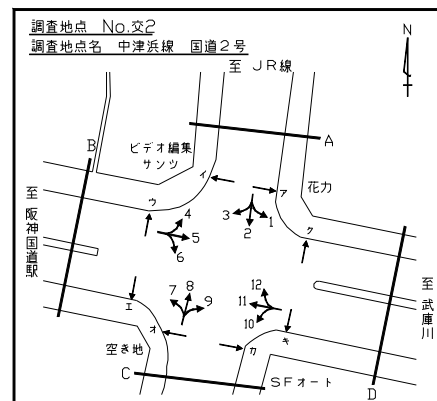 調査地点 No.交2
調査地点名 中津浜線 国道2号
至 JR線
N
A
B
ビデオ編集
サンツ
花力
イ
ア
ウ
ク
4
5
6
3
2
1
至 阪神国道駅
至 武庫川
7
8
9
12
11
10
エ
オ
カ
キ
空き地
C
SFオート
D